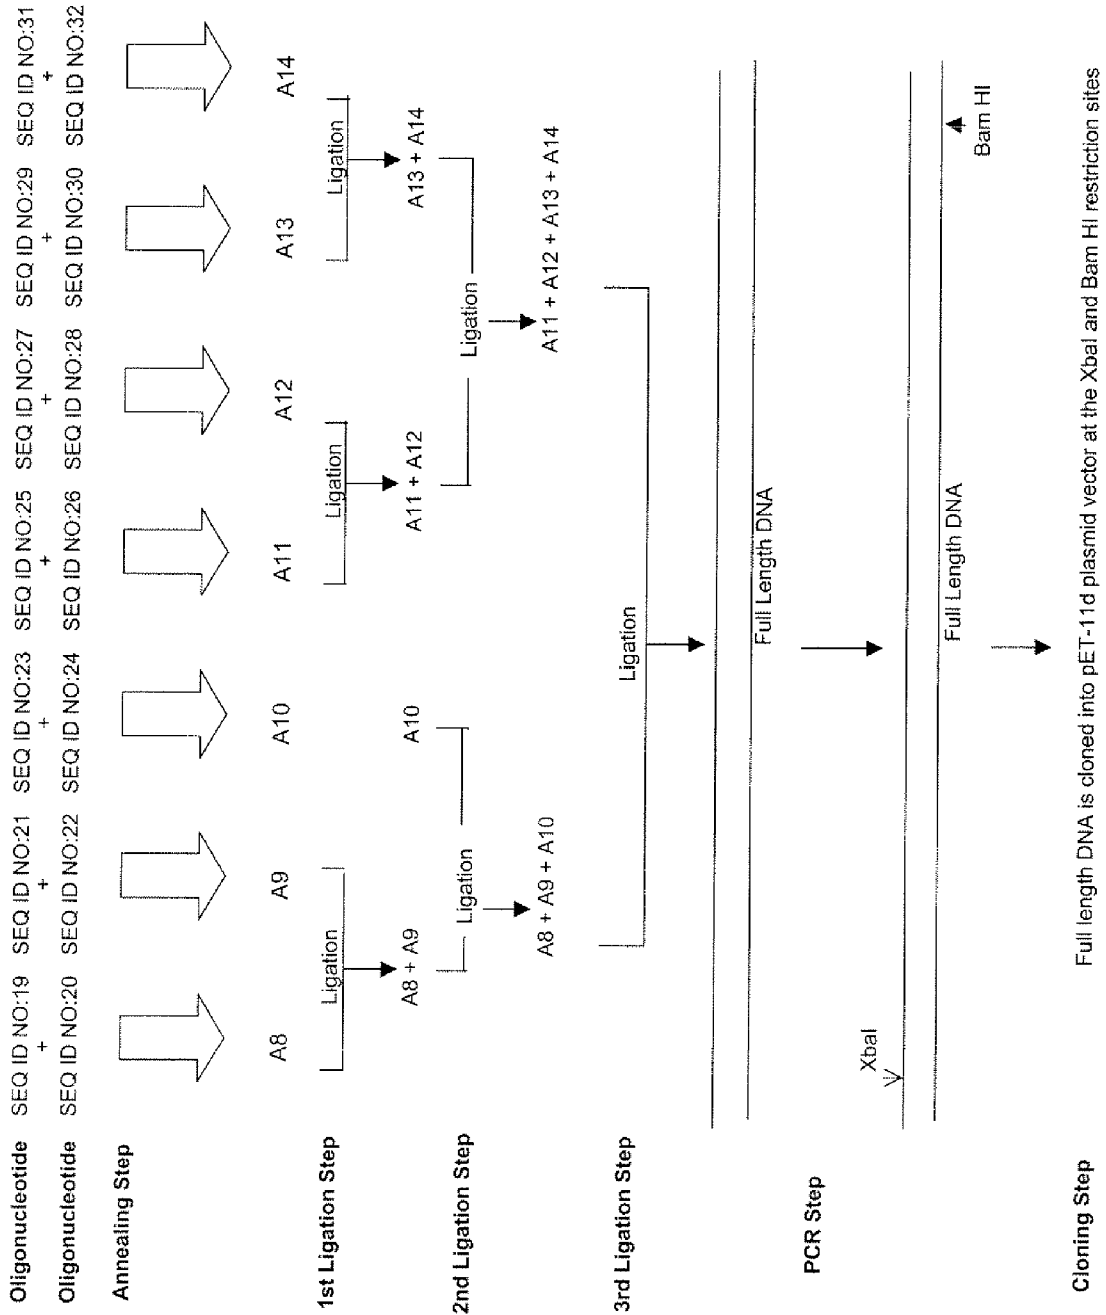 Oligonucleotide SEQ ID NO:19 SEQ ID NO:21 SEQ ID NO:23 SEQ ID NO:25 SEQ ID NO:27 SEQ ID NO:29 SEQ ID NO:31
+ + + + + + +
Oligonucleotide SEQ ID NO:20 SEQ ID NO:22 SEQ ID NO:24 SEQ ID NO:26 SEQ ID NO:28 SEQ ID NO:30 SEQ ID NO:32
Annealing Step
A8 A9 A10 A11 A12 A13 A14
1st Ligation Step Ligation Ligation Ligation
A8 + A9 A10 A11 + A12 A13 + A14
2nd Ligation Step Ligation Ligation
A8 + A9 + A10 A11 + A12 + A13 + A14
3rd Ligation Step Ligation
Full Length DNA
PCR Step
XbaI
Full Length DNA
Bam HI
Cloning Step Full length DNA is cloned into pET-11d plasmid vector at the XbaI and Bam HI restriction sites